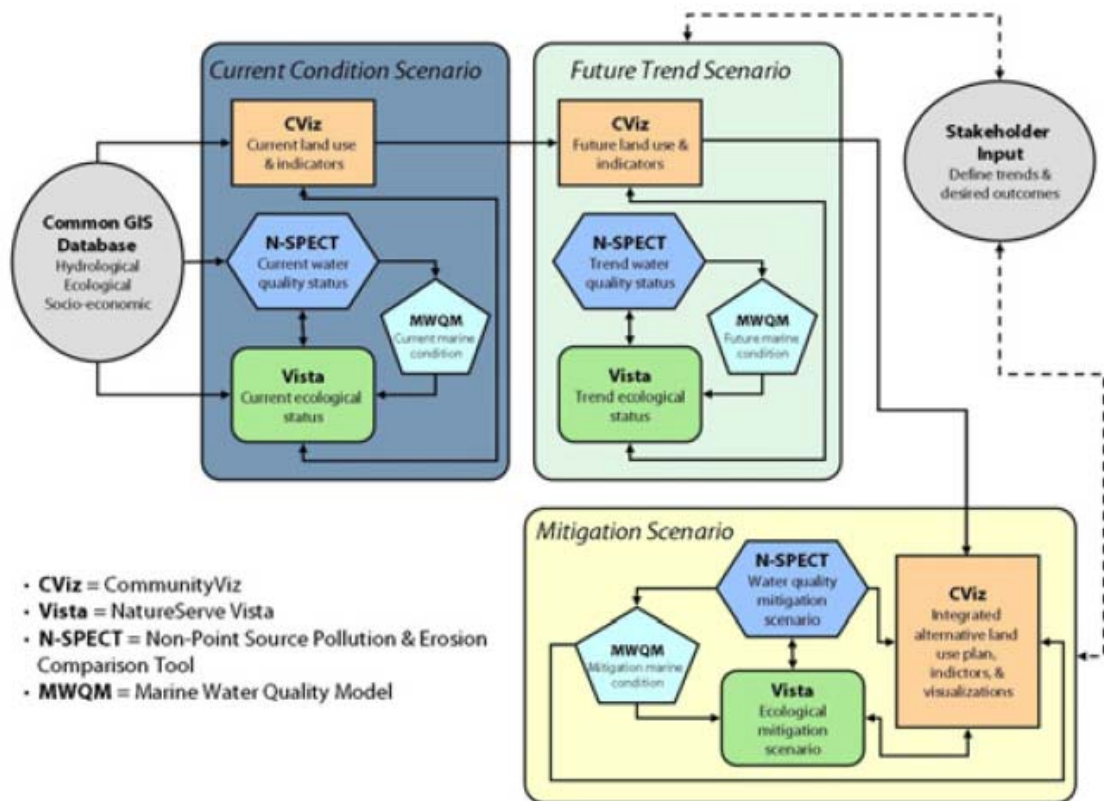 Current Condition Scenario
CViz
Current land use
& indicators
N-SPECT
Current water
quality status
MWQM
Current marine
condition
Vista
Current ecological
status
Common GIS
Database
Hydrological
Ecological
Socio-economic
Future Trend Scenario
CViz
Future land use &
indicators
N-SPECT
Trend water
quality status
MWQM
Future marine
condition
Vista
Trend ecological
status
Stakeholder
Input
Define trends &
desired outcomes
Mitigation Scenario
N-SPECT
Water quality
mitigation
scenario
MWQM
Mitigation marine
condition
Vista
Ecological
mitigation
scenario
CViz
Integrated
alternative land
use plan,
indictors, &
visualizations
• CViz = CommunityViz
• Vista = NatureServe Vista
• N-SPECT = Non-Point Source Pollution & Erosion
Comparison Tool
• MWQM = Marine Water Quality Model